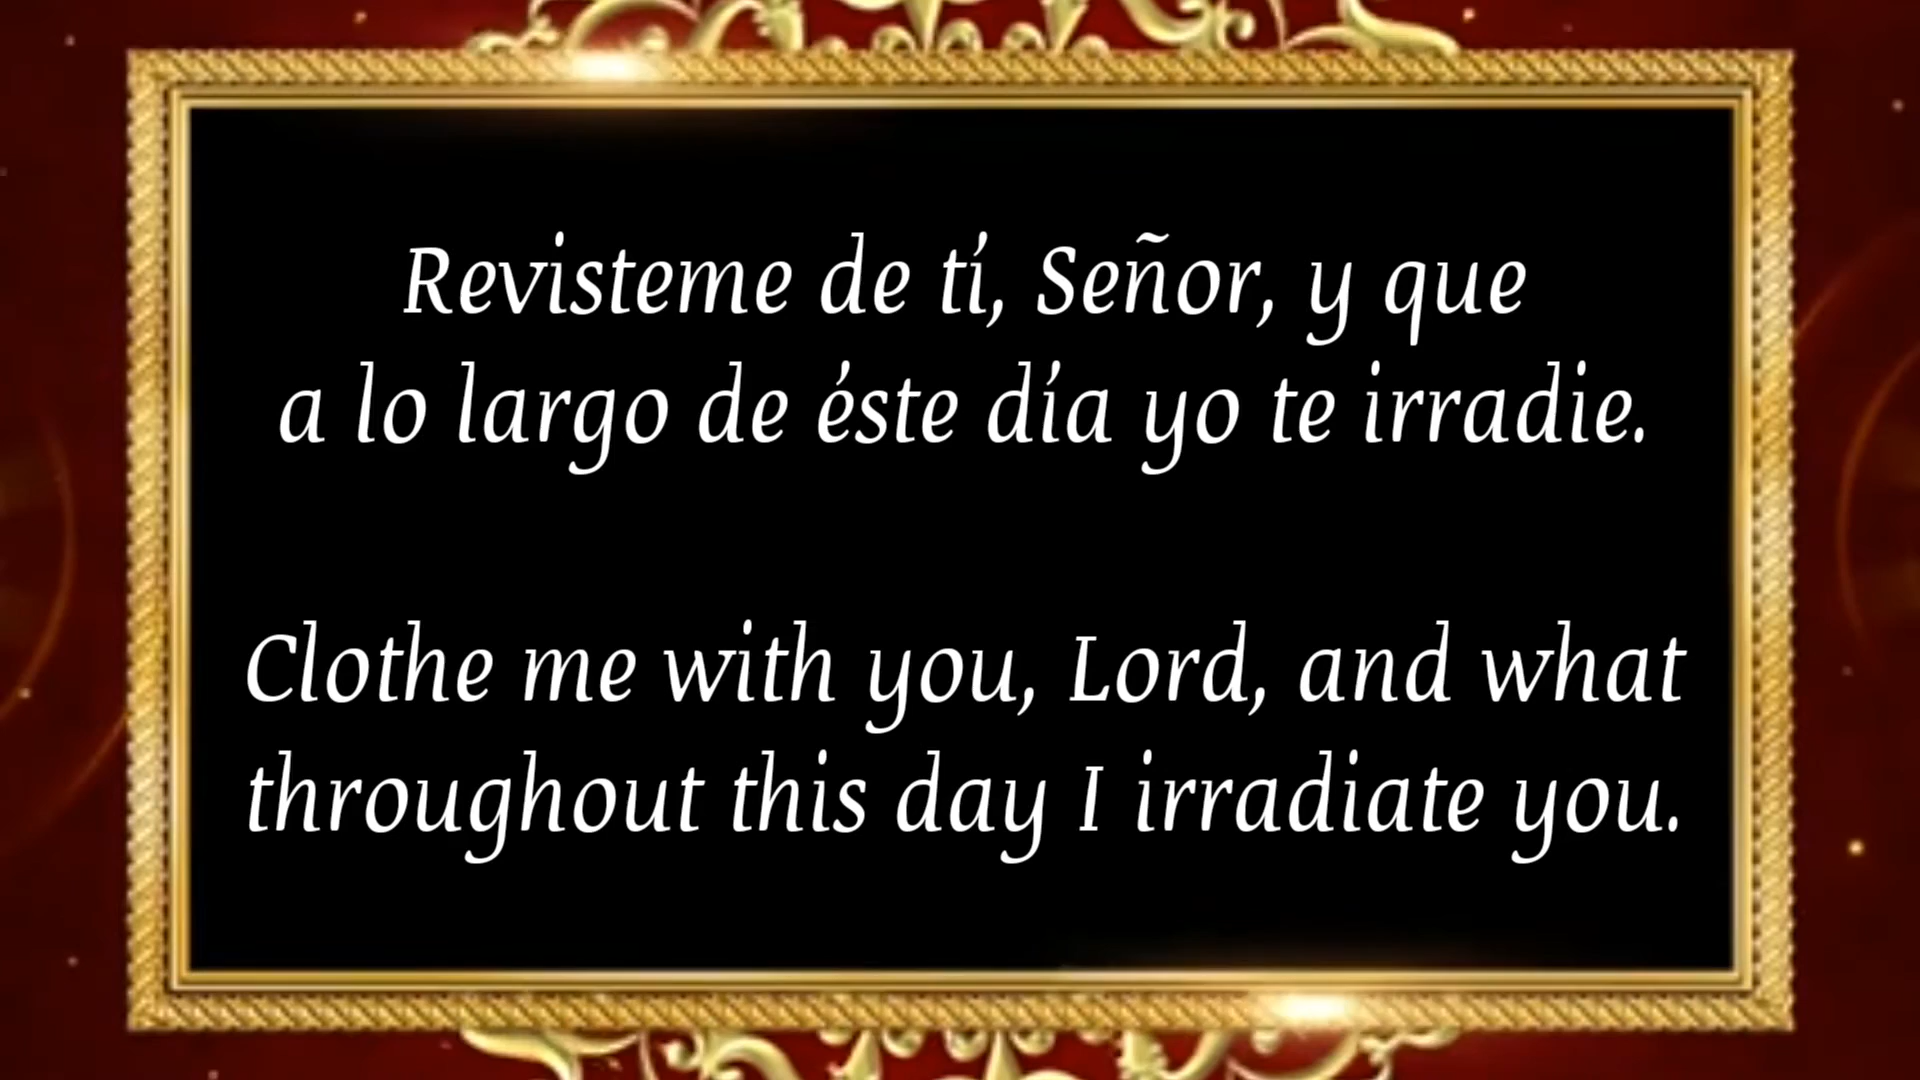 Revisteme de tí, Señor, y que
a lo largo de éste día yo te irradie.
Clothe me with you, Lord, and what
throughout this day I irradiate you.